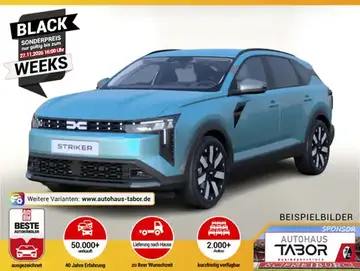 BLACK
SONDERPREIS
nur gültig bis zum
27.11.2026 16:00 Uhr
WEEKS
STRIKER
Weitere Varianten: www.autohaus-tabor.de
BEISPIELBILDER
BESTE
ausgezeichnet
50.000+
verkauft
40 Jahre Erfahrung
Lieferung nach Hause
zu Ihrer Wunschzeit
2.000+
Autos
kurzfristig verfügbar
SPONSOR
AUTOHAUS
TABOR